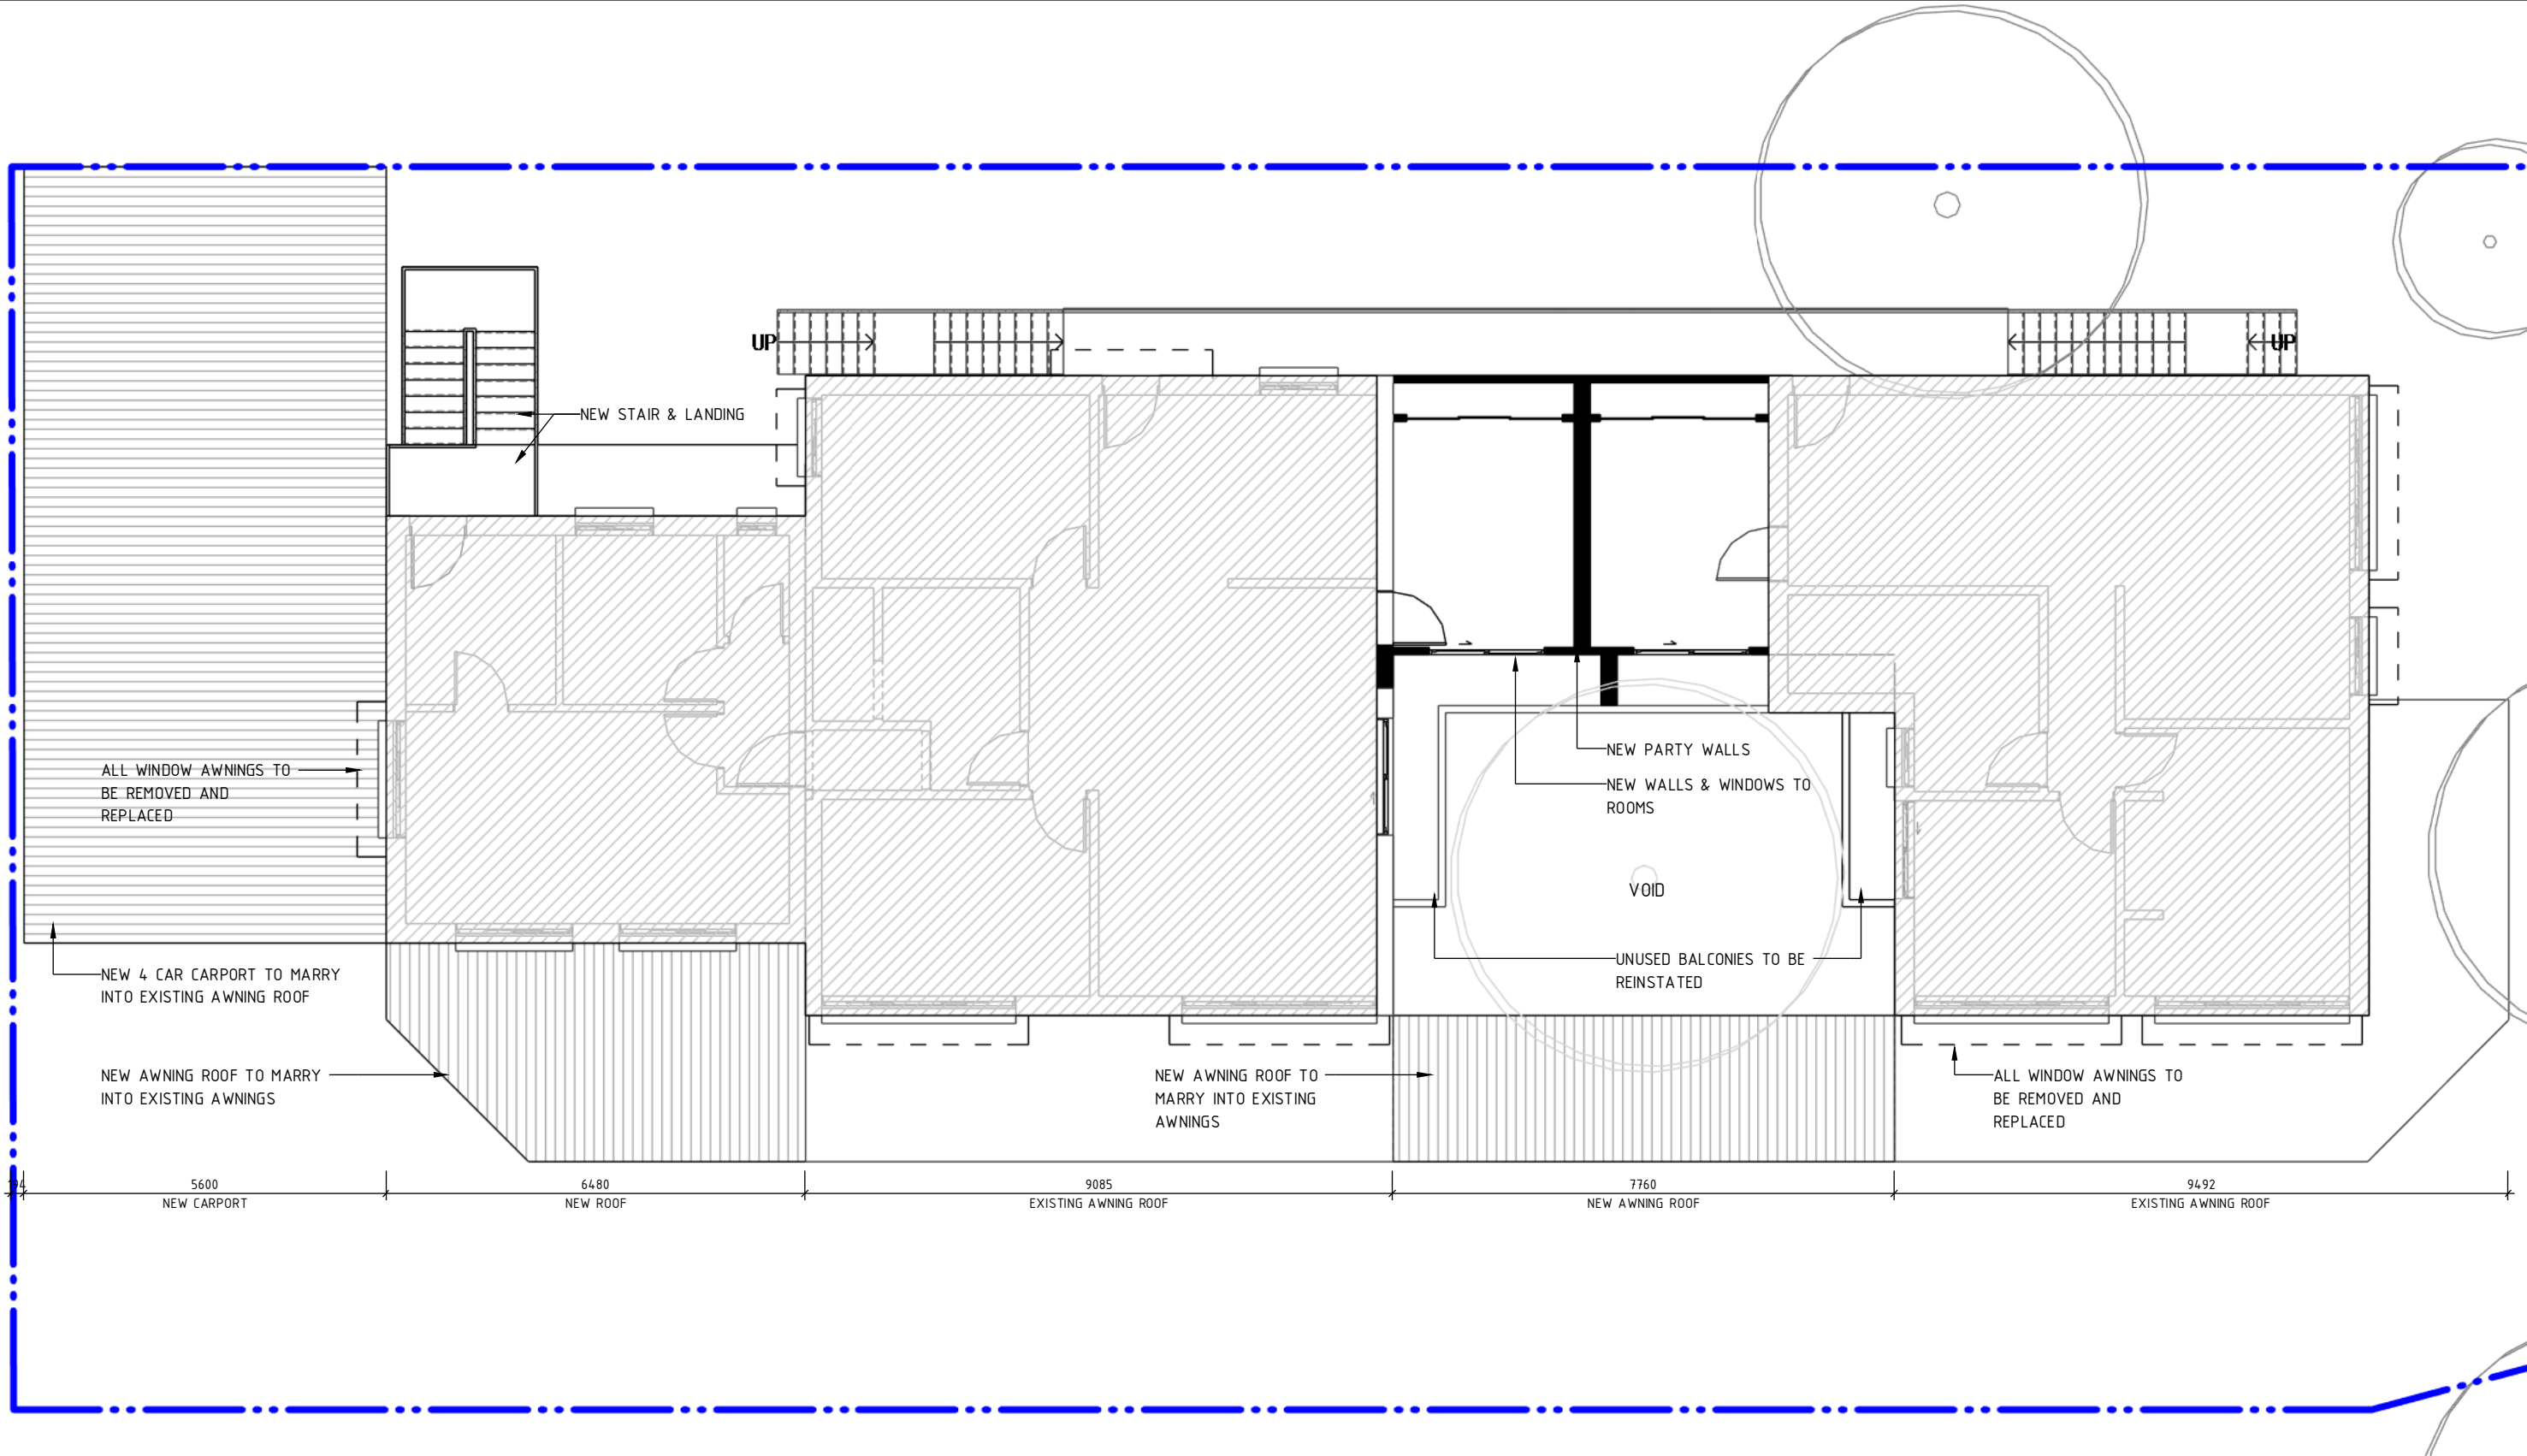 UP
UP
NEW STAIR & LANDING
NEW PARTY WALLS
ALL WINDOW AWNINGS TO
BE REMOVED AND
REPLACED
NEW WALLS & WINDOWS TO
ROOMS
VOID
NEW 4 CAR CARPORT TO MARRY
INTO EXISTING AWNING ROOF
UNUSED BALCONIES TO BE
REINSTATED
NEW AWNING ROOF TO MARRY
INTO EXISTING AWNINGS
NEW AWNING ROOF TO
MARRY INTO EXISTING
AWNINGS
ALL WINDOW AWNINGS TO
BE REMOVED AND
REPLACED
5600
NEW CARPORT
6480
NEW ROOF
9085
EXISTING AWNING ROOF
7760
NEW AWNING ROOF
9492
EXISTING AWNING ROOF